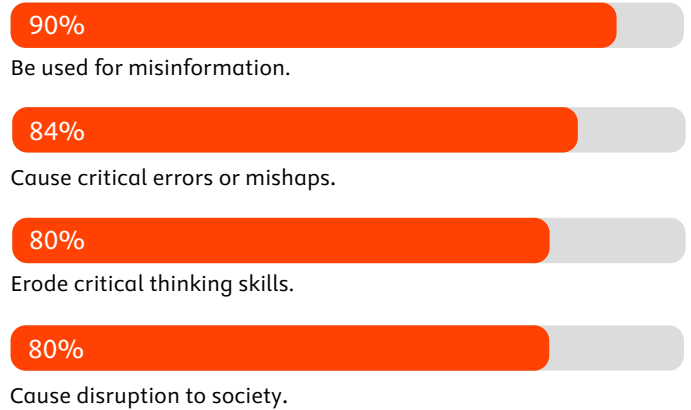 90%
Be used for misinformation.
84%
Cause critical errors or mishaps.
80%
Erode critical thinking skills.
80%
Cause disruption to society.